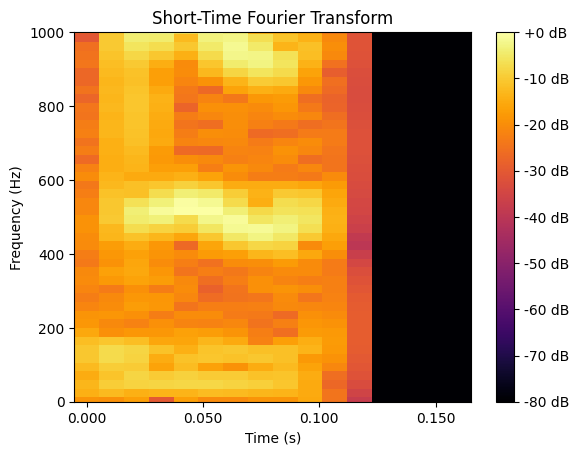 Short-Time Fourier Transform
1000
800
600
400
200
0
Frequency (Hz)
0.000
0.050
0.100
0.150
Time (s)
+0 dB
-10 dB
-20 dB
-30 dB
-40 dB
-50 dB
-60 dB
-70 dB
-80 dB